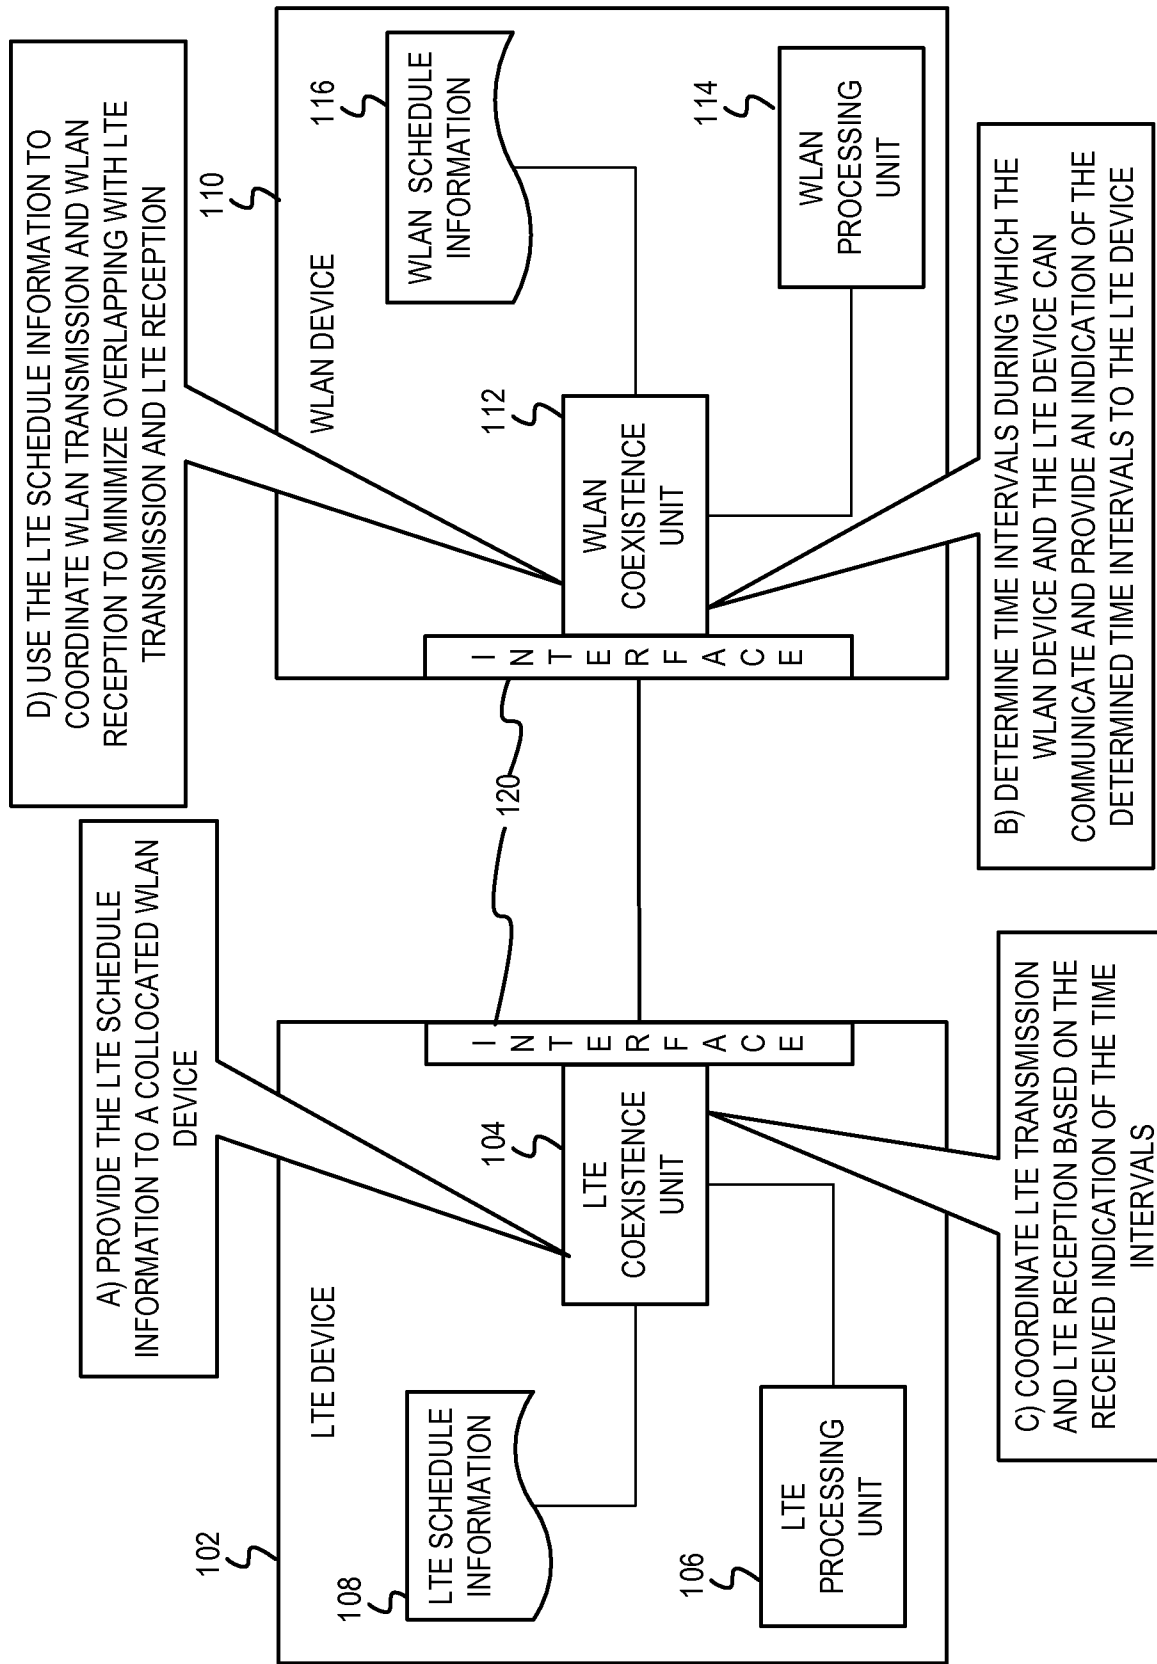 A) PROVIDE THE LTE SCHEDULE
INFORMATION TO A COLLOCATED WLAN
DEVICE
D) USE THE LTE SCHEDULE INFORMATION TO
COORDINATE WLAN TRANSMISSION AND WLAN
RECEPTION TO MINIMIZE OVERLAPPING WITH LTE
TRANSMISSION AND LTE RECEPTION
102
LTE DEVICE
108
LTE SCHEDULE
INFORMATION
104
LTE
COEXISTENCE
UNIT
106
LTE
PROCESSING
UNIT
INTERFACE
120
110
WLAN DEVICE
INTERFACE
112
WLAN
COEXISTENCE
UNIT
116
WLAN SCHEDULE
INFORMATION
114
WLAN
PROCESSING
UNIT
C) COORDINATE LTE TRANSMISSION
AND LTE RECEPTION BASED ON THE
RECEIVED INDICATION OF THE TIME
INTERVALS
B) DETERMINE TIME INTERVALS DURING WHICH THE
WLAN DEVICE AND THE LTE DEVICE CAN
COMMUNICATE AND PROVIDE AN INDICATION OF THE
DETERMINED TIME INTERVALS TO THE LTE DEVICE